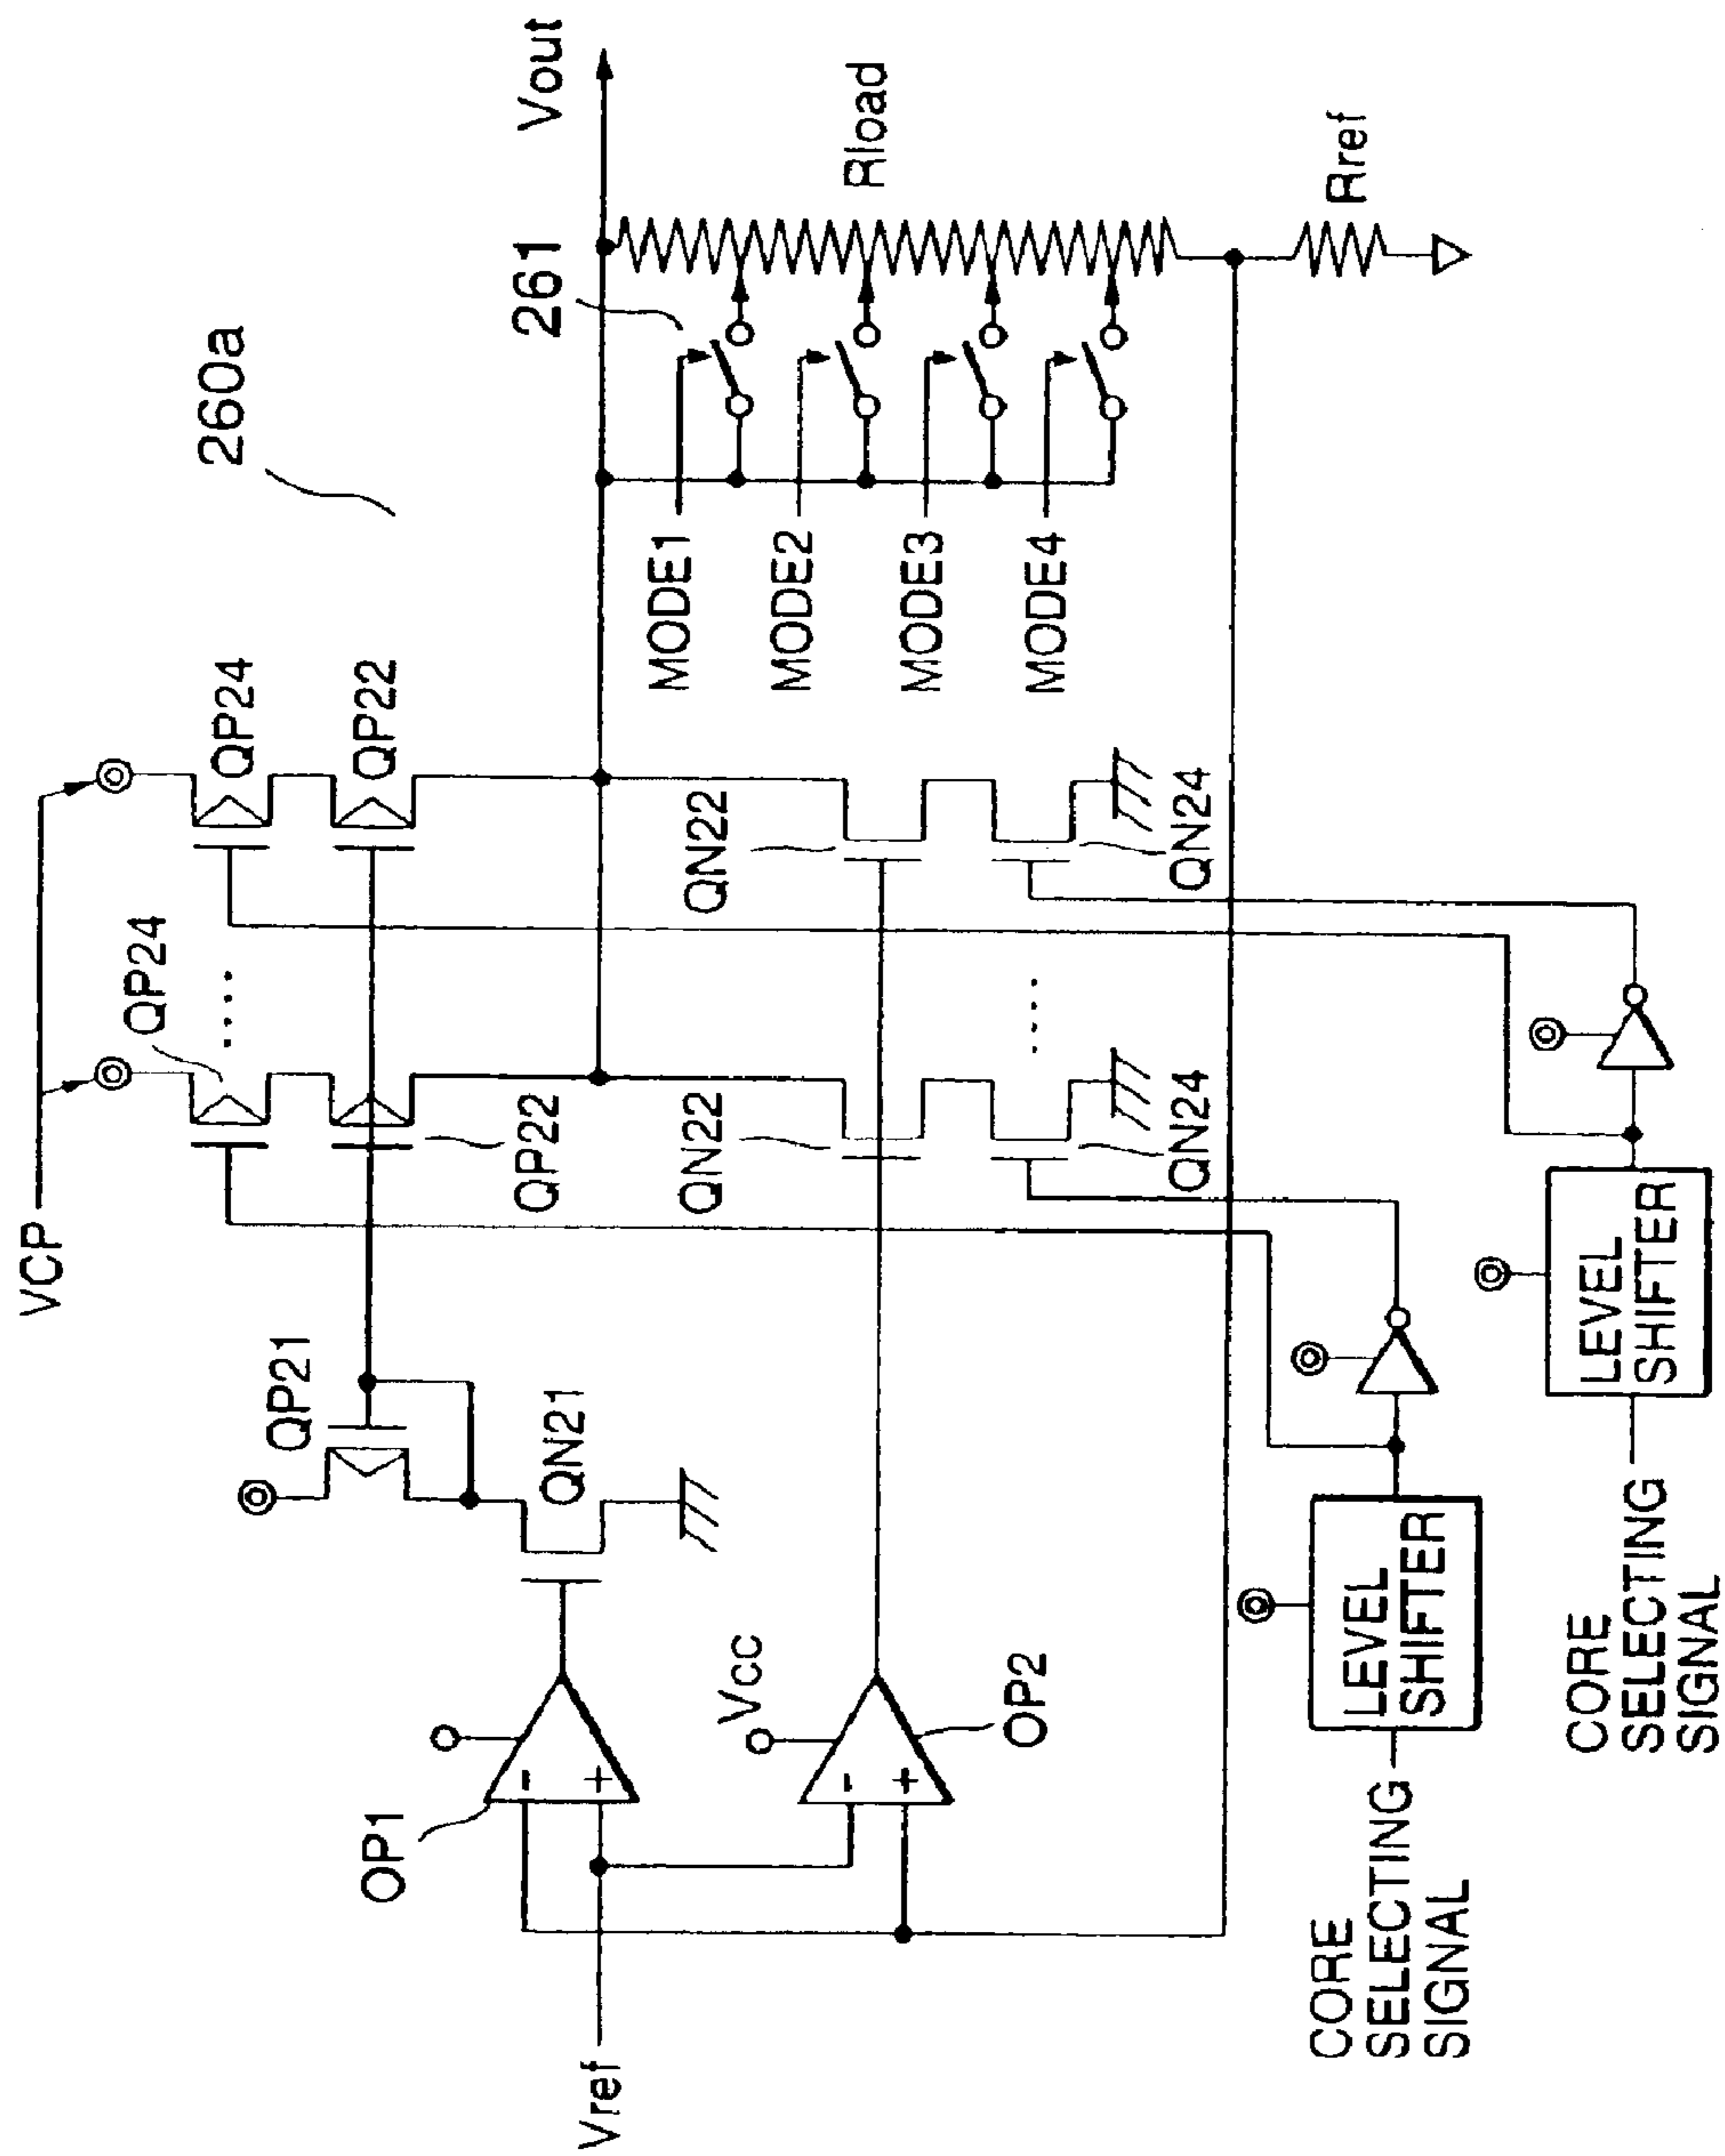 260a
VCP
QP24
QP24
QP22
QP21
QP22
QN21
QN22
QN22
QN24
QN24
Vout
261
Rload
Rref
MODE1
MODE2
MODE3
MODE4
OP1
-
+
Vcc
-
+
OP2
Vref
LEVEL
SHIFTER
LEVEL
SHIFTER
CORE
SELECTING
SIGNAL
CORE
SELECTING
SIGNAL